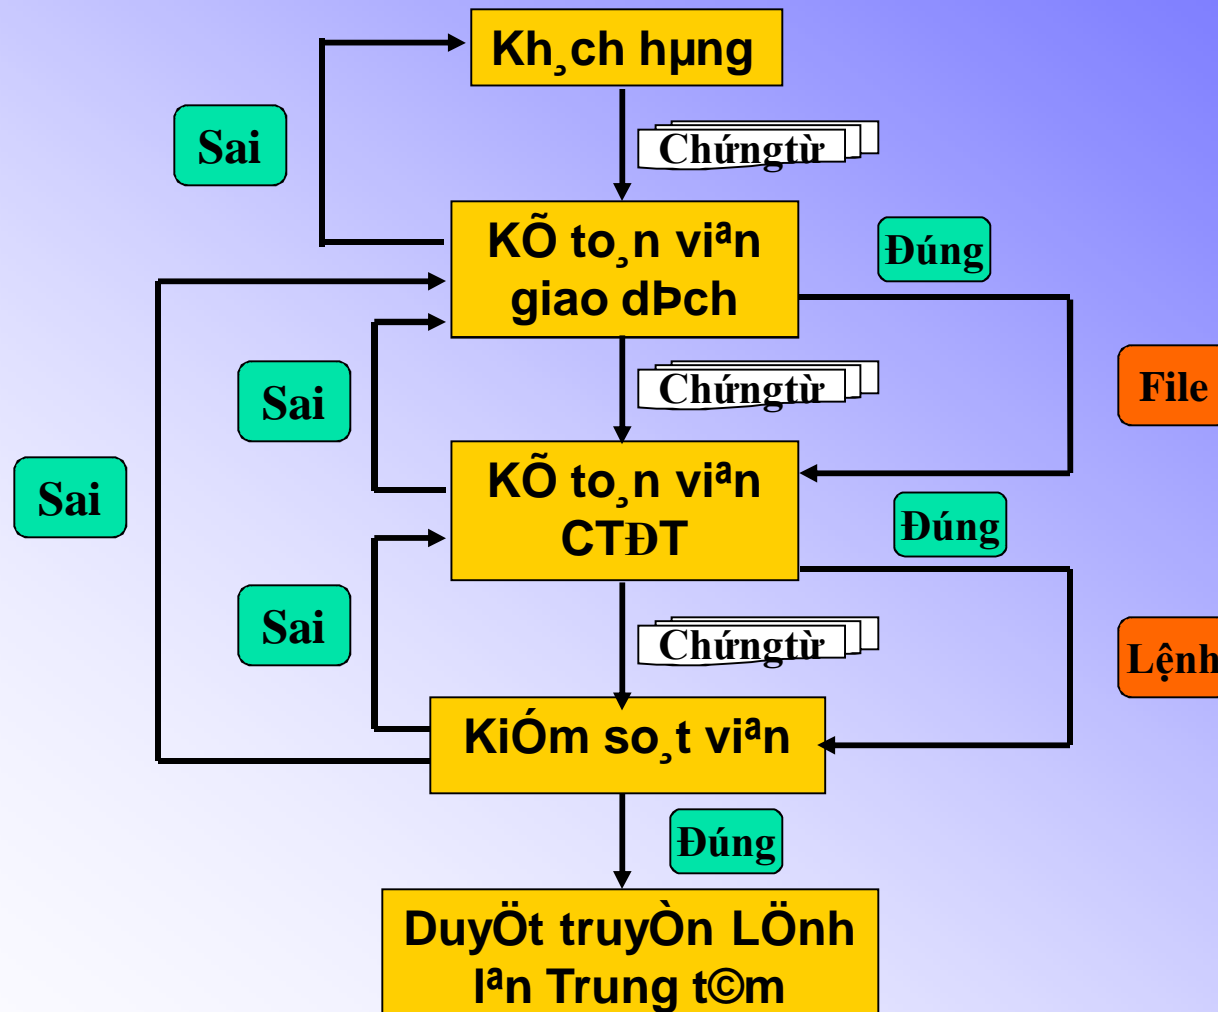 Kh¸ch hµng
Sai
Chứngtừ
KÕ to¸n viªn
giao dÞch
Đúng
Sai
Chứngtừ
File
Sai
KÕ to¸n viªn
CTĐT
Đúng
Sai
Chứngtừ
Lệnh
KiÓm so¸t viªn
Đúng
DuyÖt truyÒn LÖnh
lªn Trung t©m